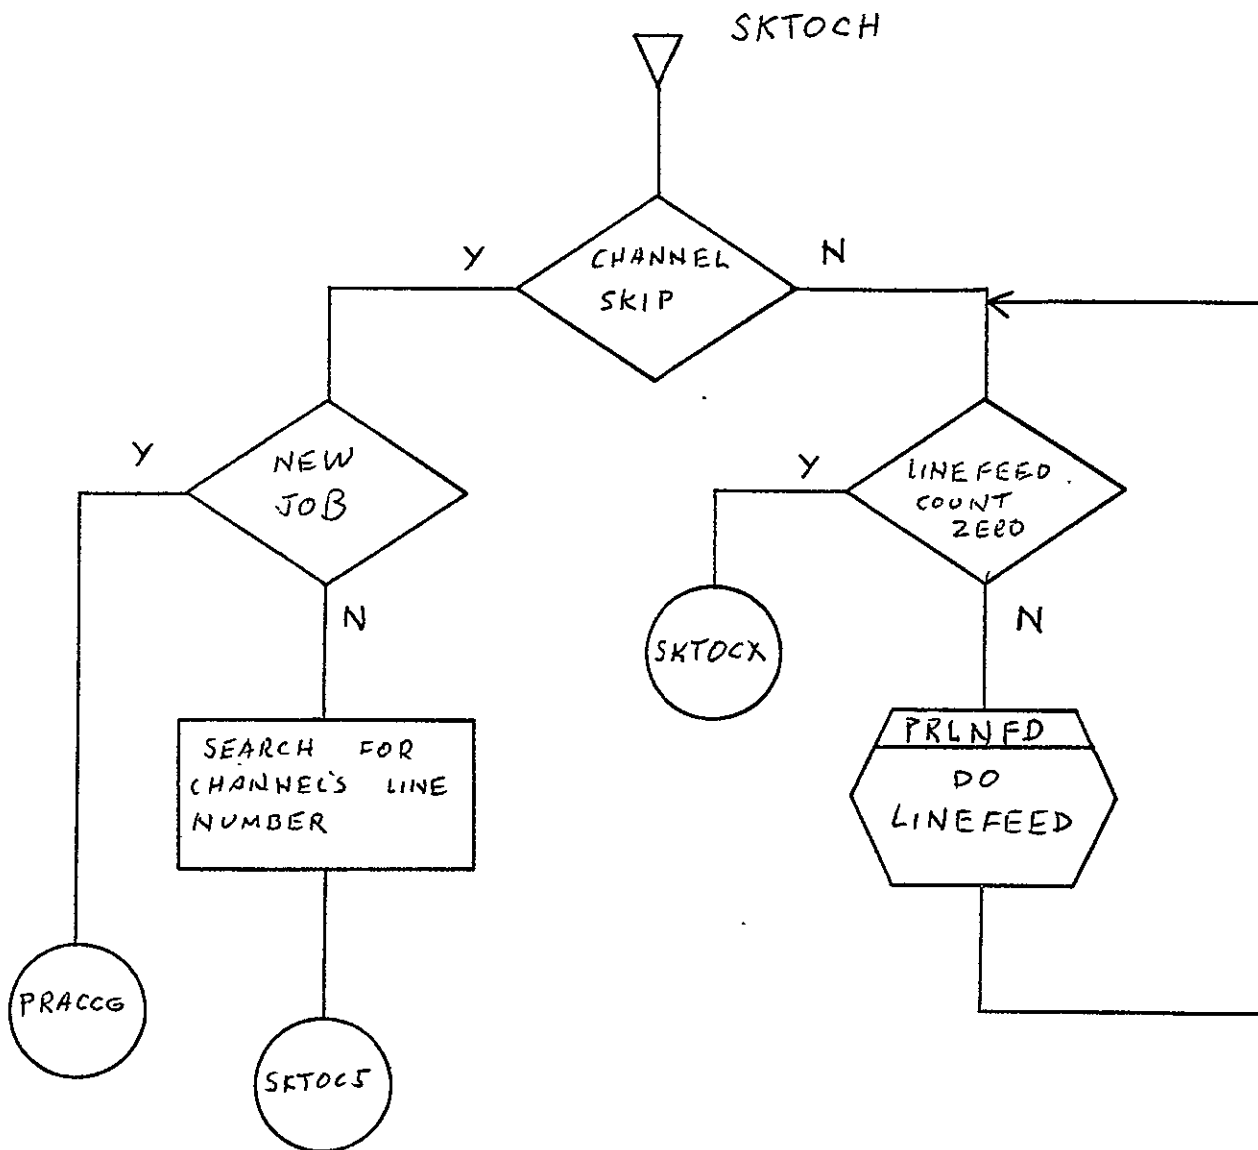 SKTOCH
Y
CHANNEL
SKIP
N
Y
NEW
JOB
N
Y
LINEFEED
COUNT
ZERO
N
SKTOCX
PRLNFD
DO
LINEFEED
SEARCH FOR
CHANNEL'S LINE
NUMBER
PRACCG
SKTOC5